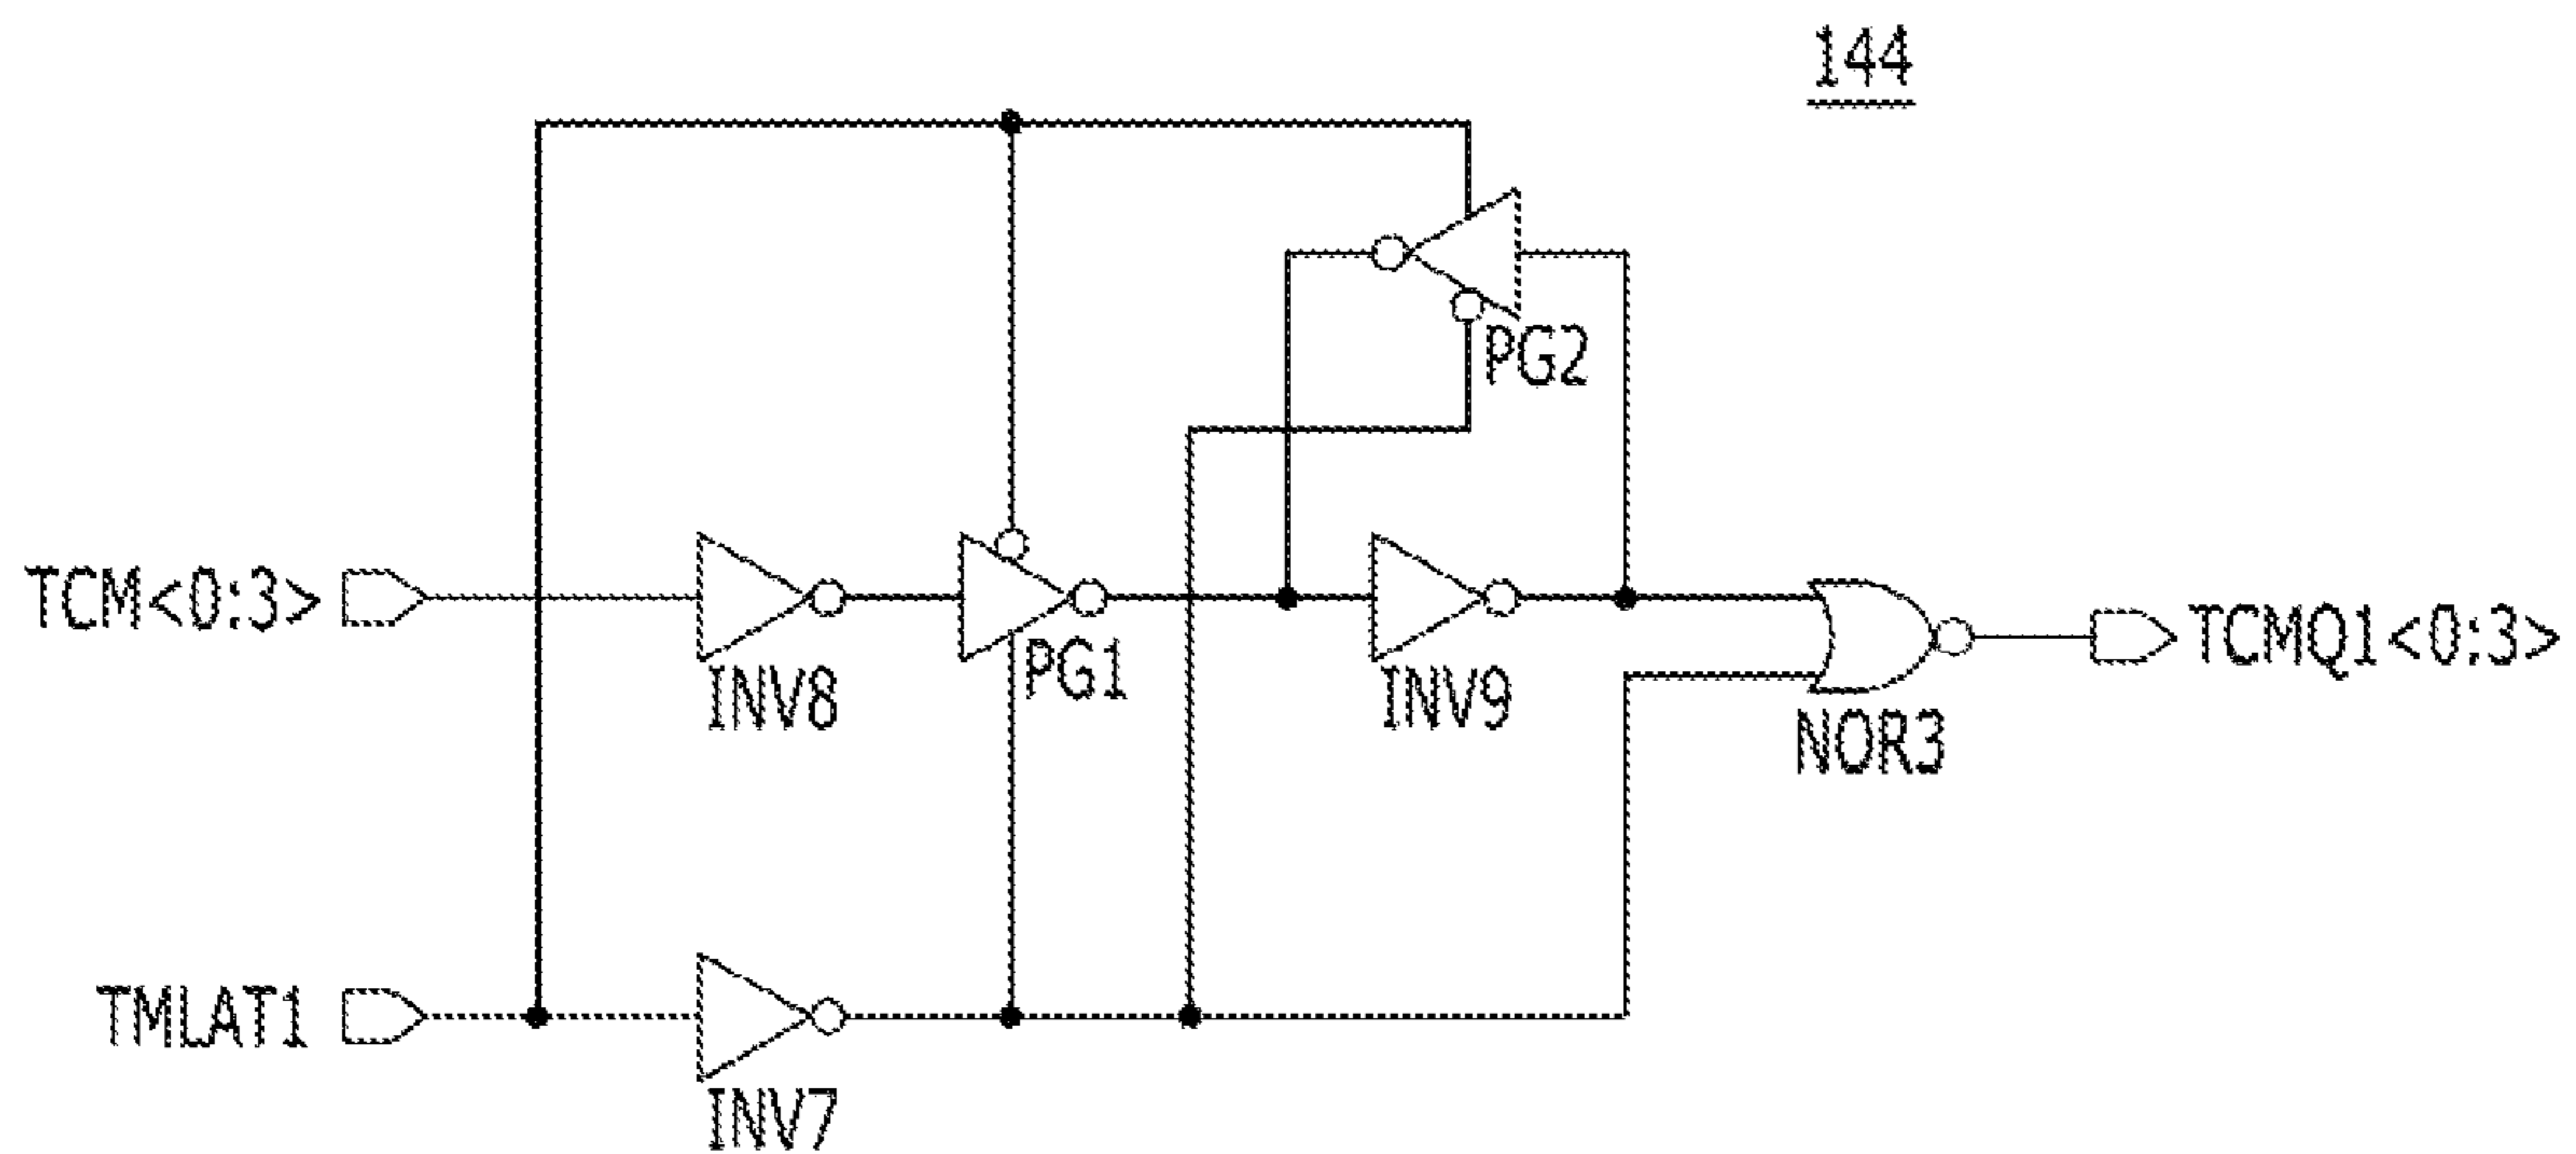 144
PG2
TCM<0:3>
INV8
PG1
INV9
TCMQ1<0:3>
NOR3
TMLAT1
INV7